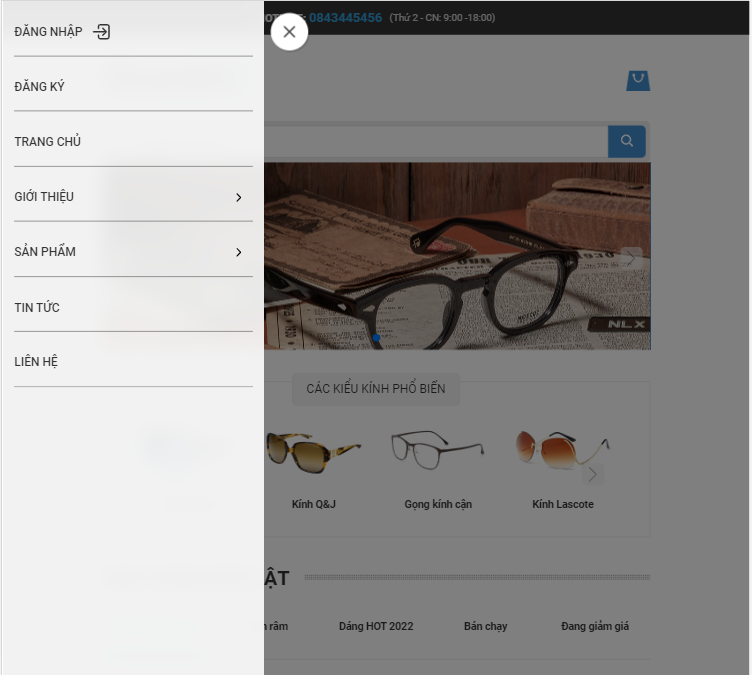 ĐĂNG NHẬP
0843445456 (Thứ 2 - CN: 9:00 -18:00)
ĐĂNG KÝ
TRANG CHỦ
GIỚI THIỆU
SẢN PHẨM
TIN TỨC
LIÊN HỆ
NLX
CÁC KIỂU KÍNH PHỔ BIẾN
Kính Q&J
Gọng kính cận
Kính Lascote
ẬT
râm
Dáng HOT 2022
Bán chạy
Đang giảm giá